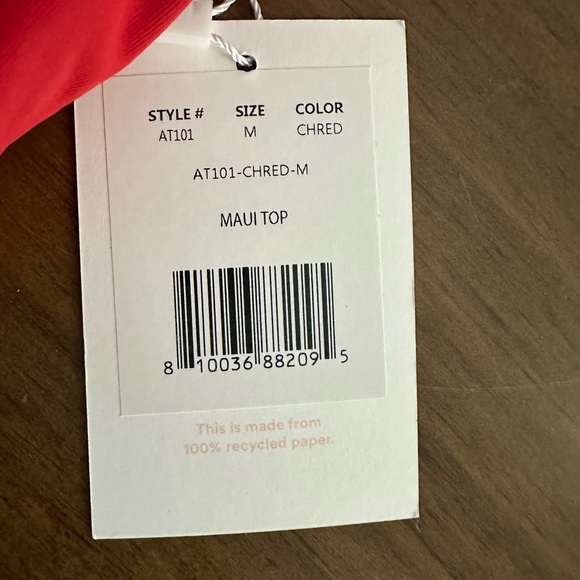 STYLE # SIZE COLOR
AT101 M CHRED
AT101-CHRED-M
MAUI TOP
8 10036 88209 5
This is made from
100% recycled paper.